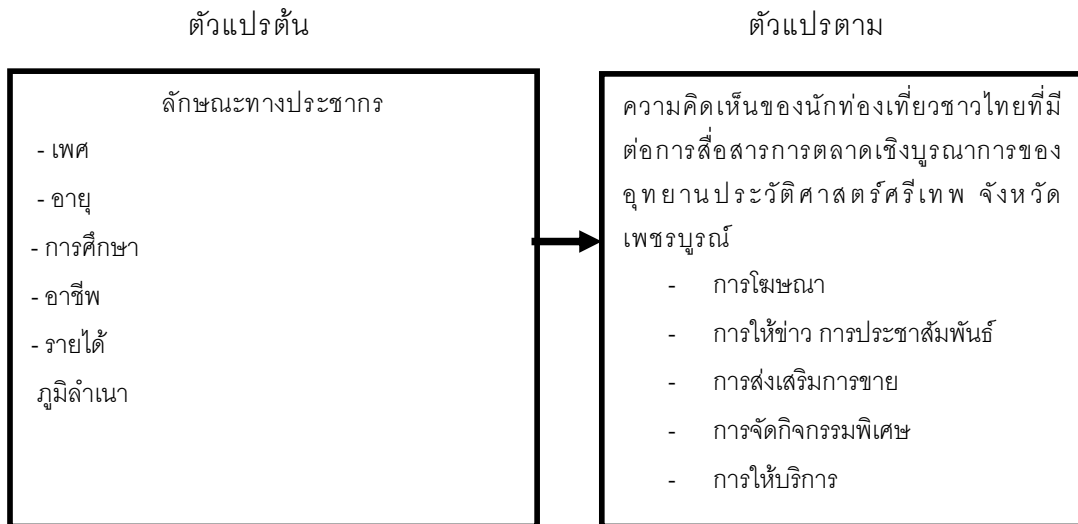 ตัวแปรต้น
ตัวแปรตาม
ลักษณะทางประชากร
- เพศ
- อายุ
- การศึกษา
- อาชีพ
- รายได้
ภูมิลำเนา
ความคิดเห็นของนักท่องเที่ยวชาวไทยที่มี
ต่อการสื่อสารการตลาดเชิงบูรณาการของ
อุทยานประวัติศาสตร์ศรีเทพ จังหวัด
เพชรบูรณ์
- การโฆษณา
- การให้ข่าว การประชาสัมพันธ์
- การส่งเสริมการขาย
- การจัดกิจกรรมพิเศษ
- การให้บริการ